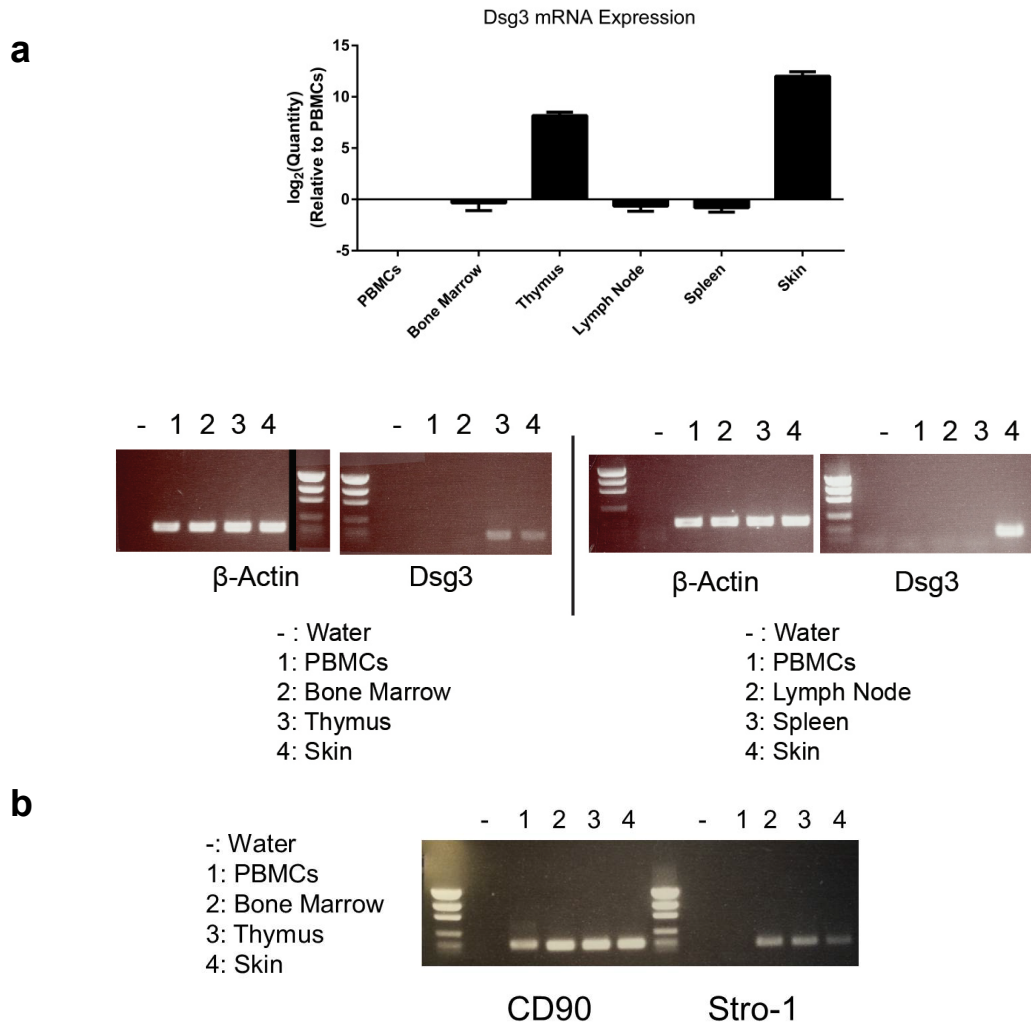 a
Dsg3 mRNA Expression
log2(Quantity)
(Relative to PBMCs)
15
10
5
0
-5
PBMCs
Bone Marrow
Thymus
Lymph Node
Spleen
Skin
- 1 2 3 4
- 1 2 3 4
- 1 2 3 4
- 1 2 3 4
β-Actin
Dsg3
β-Actin
Dsg3
- : Water
1: PBMCs
2: Bone Marrow
3: Thymus
4: Skin
- : Water
1: PBMCs
2: Lymph Node
3: Spleen
4: Skin
b
-: Water
1: PBMCs
2: Bone Marrow
3: Thymus
4: Skin
- 1 2 3 4
- 1 2 3 4
CD90
Stro-1